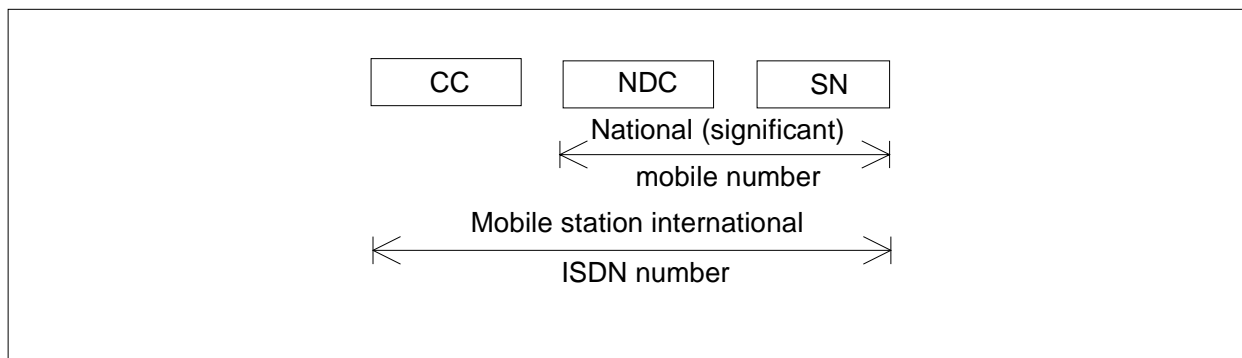 CC NDC SN
National (significant)
mobile number
Mobile station international
ISDN number